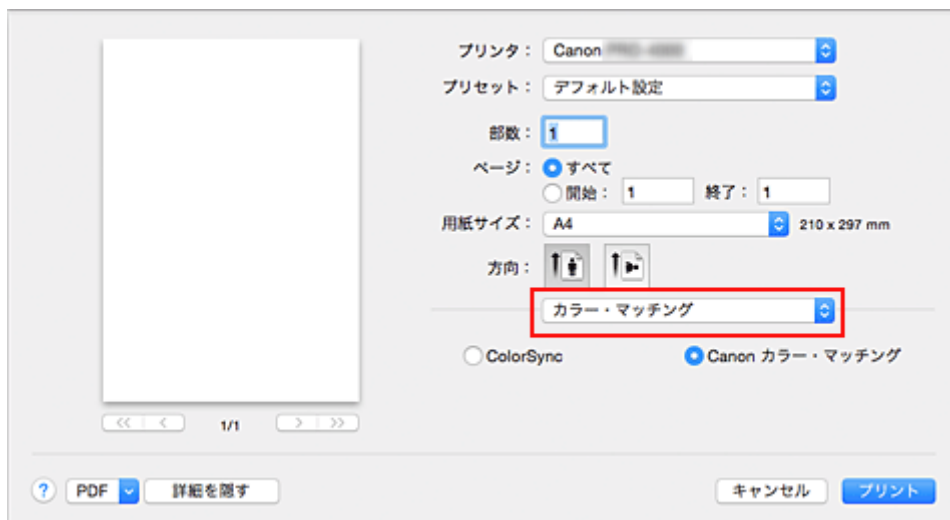 プリンタ： Canon
プリセット： デフォルト設定
部数： 1
ページ： すべて
開始： 1 終了： 1
用紙サイズ： A4 210 x 297 mm
方向：
カラー・マッチング
ColorSync Canon カラー・マッチング
1/1
? PDF 詳細を隠す キャンセル プリント